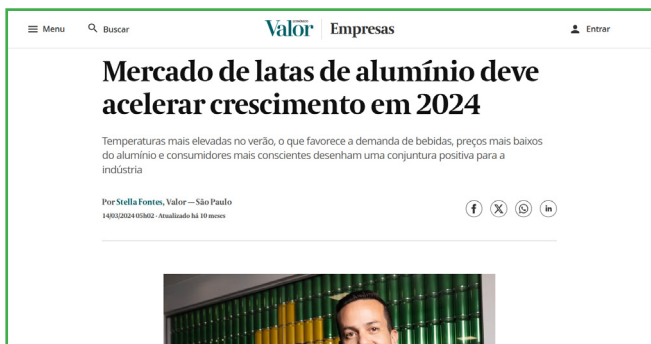 Menu
Buscar
Valor
ECONÔMICO
Empresas
Entrar
Mercado de latas de alumínio deve
acelerar crescimento em 2024
Temperaturas mais elevadas no verão, o que favorece a demanda de bebidas, preços mais baixos
do alumínio e consumidores mais conscientes desenham uma conjuntura positiva para a
indústria
Por Stella Fontes, Valor — São Paulo
14/03/2024 05h02 · Atualizado há 10 meses